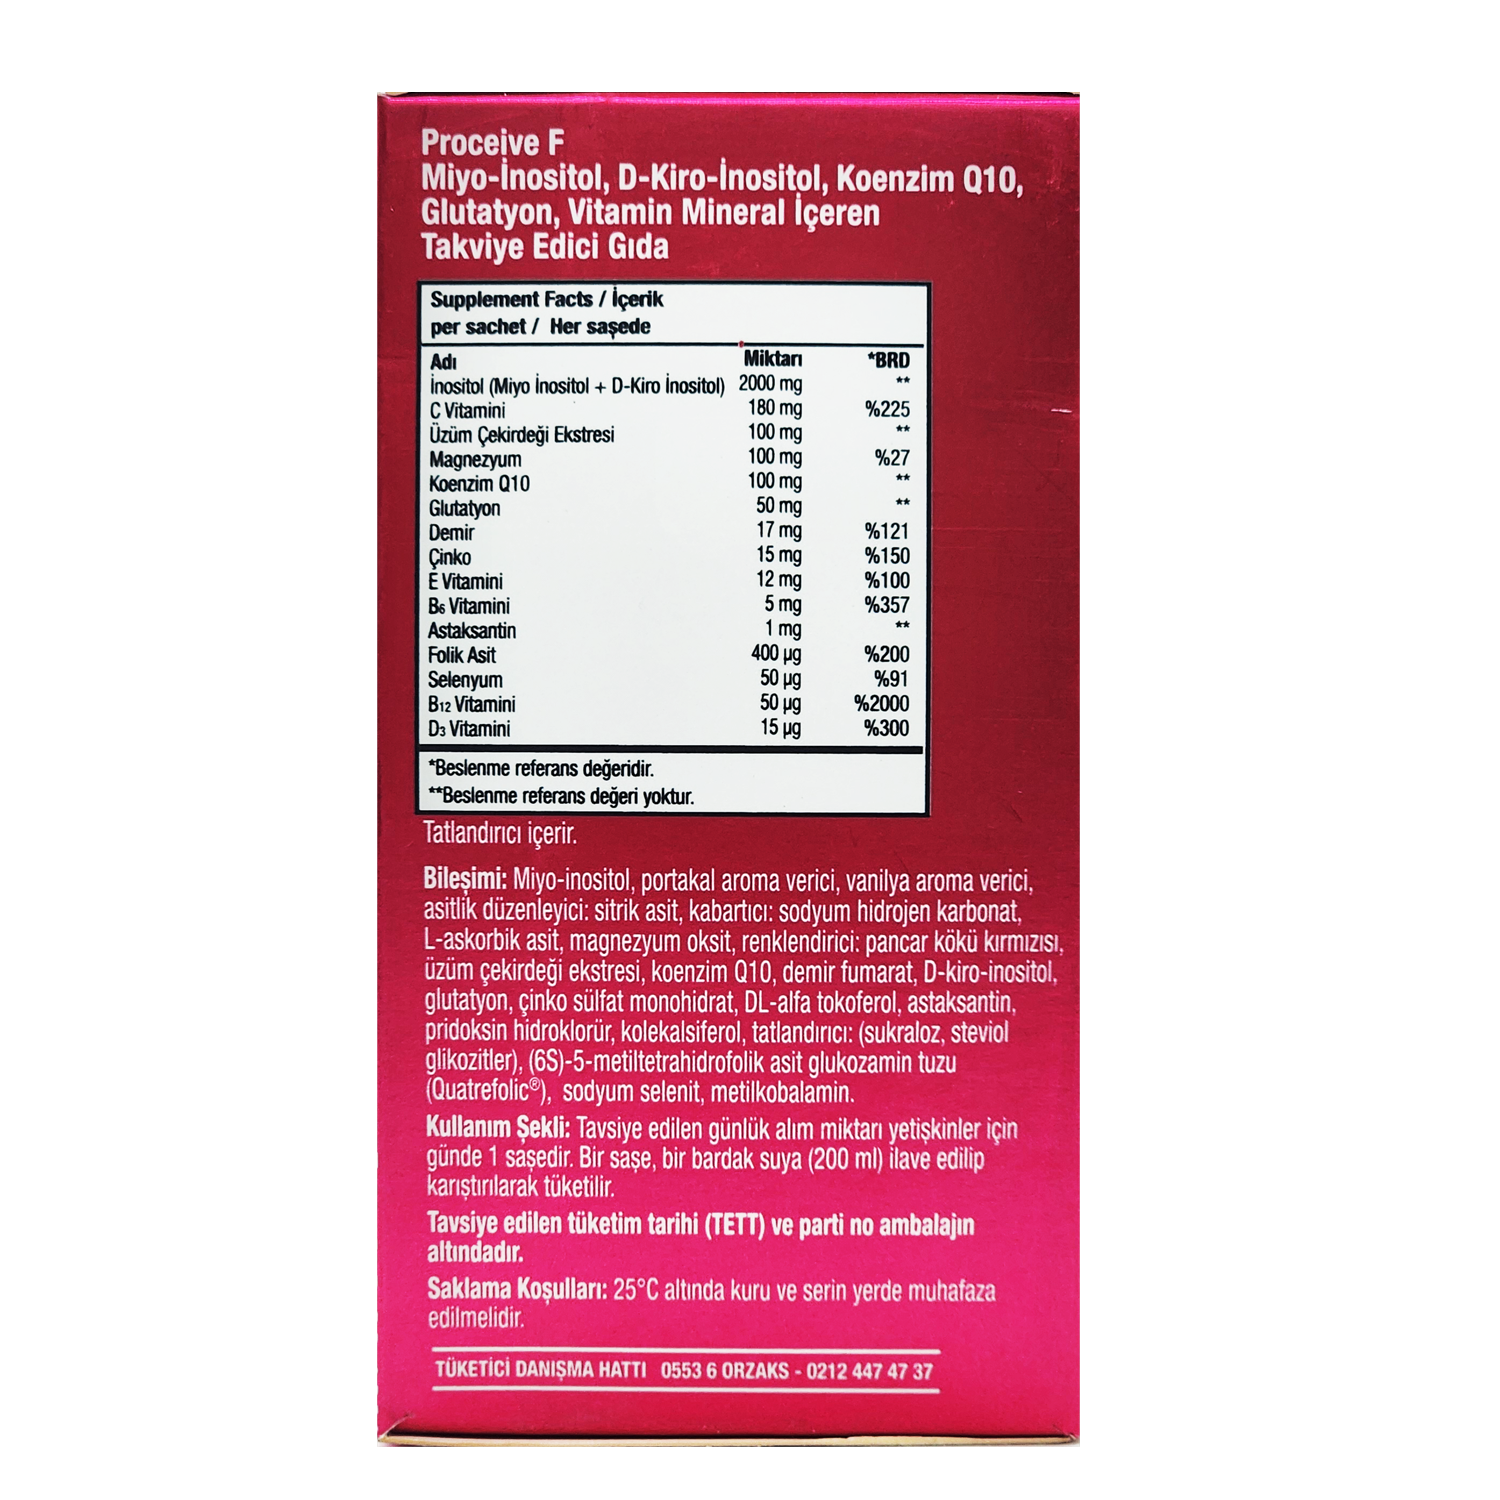 Proceive F
Miyo-İnositol, D-Kiro-İnositol, Koenzim Q10,
Glutatyon, Vitamin Mineral İçeren
Takviye Edici Gıda
Supplement Facts / İçerik
per sachet / Her saşede
Adı Miktarı *BRD
İnositol (Miyo İnositol + D-Kiro İnositol) 2000 mg **
C Vitamini 180 mg %225
Üzüm Çekirdeği Ekstresi 100 mg **
Magnezyum 100 mg %27
Koenzim Q10 100 mg **
Glutatyon 50 mg **
Demir 17 mg %121
Çinko 15 mg %150
E Vitamini 12 mg %100
B6 Vitamini 5 mg %357
Astaksantin 1 mg **
Folik Asit 400 µg %200
Selenyum 50 µg %91
B12 Vitamini 50 µg %2000
D3 Vitamini 15 µg %300
*Beslenme referans değeridir.
**Beslenme referans değeri yoktur.
Tatlandırıcı içerir.
Bileşimi: Miyo-inositol, portakal aroma verici, vanilya aroma verici,
asitlik düzenleyici: sitrik asit, kabartıcı: sodyum hidrojen karbonat,
L-askorbik asit, magnezyum oksit, renklendirici: pancar kökü kırmızısı,
üzüm çekirdeği ekstresi, koenzim Q10, demir fumarat, D-kiro-inositol,
glutatyon, çinko sülfat monohidrat, DL-alfa tokoferol, astaksantin,
pridoksin hidroklorür, kolekalsiferol, tatlandırıcı: (sukraloz, steviol
glikozitler), (6S)-5-metiltetrahidrofolik asit glukozamin tuzu
(Quatrefolic®), sodyum selenit, metilkobalamin.
Kullanım Şekli: Tavsiye edilen günlük alım miktarı yetişkinler için
günde 1 saşedir. Bir saşe, bir bardak suya (200 ml) ilave edilip
karıştırılarak tüketilir.
Tavsiye edilen tüketim tarihi (TETT) ve parti no ambalajın
altındadır.
Saklama Koşulları: 25°C altında kuru ve serin yerde muhafaza
edilmelidir.
TÜKETİCİ DANIŞMA HATTI 0553 6 ORZAKS - 0212 447 47 37